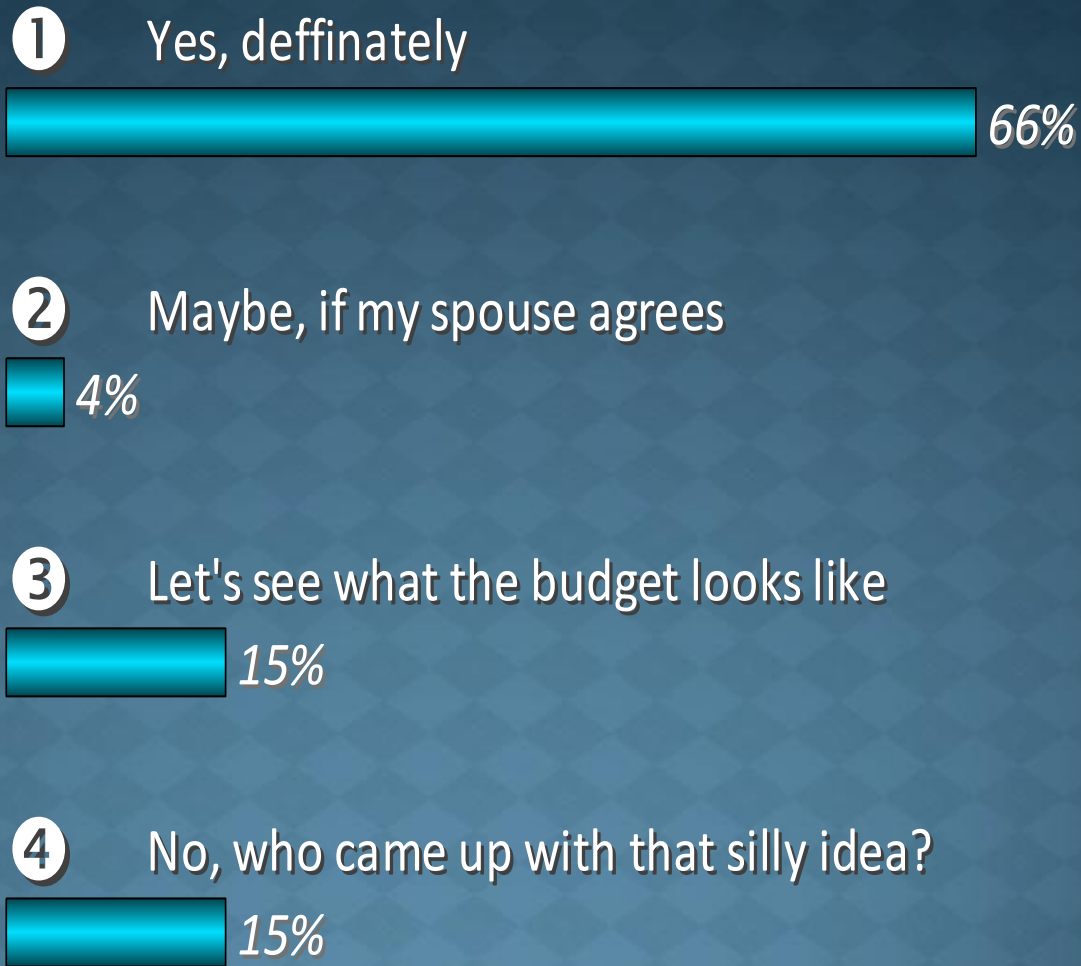 1 Yes, deffinately
66%
2 Maybe, if my spouse agrees
4%
3 Let's see what the budget looks like
15%
4 No, who came up with that silly idea?
15%